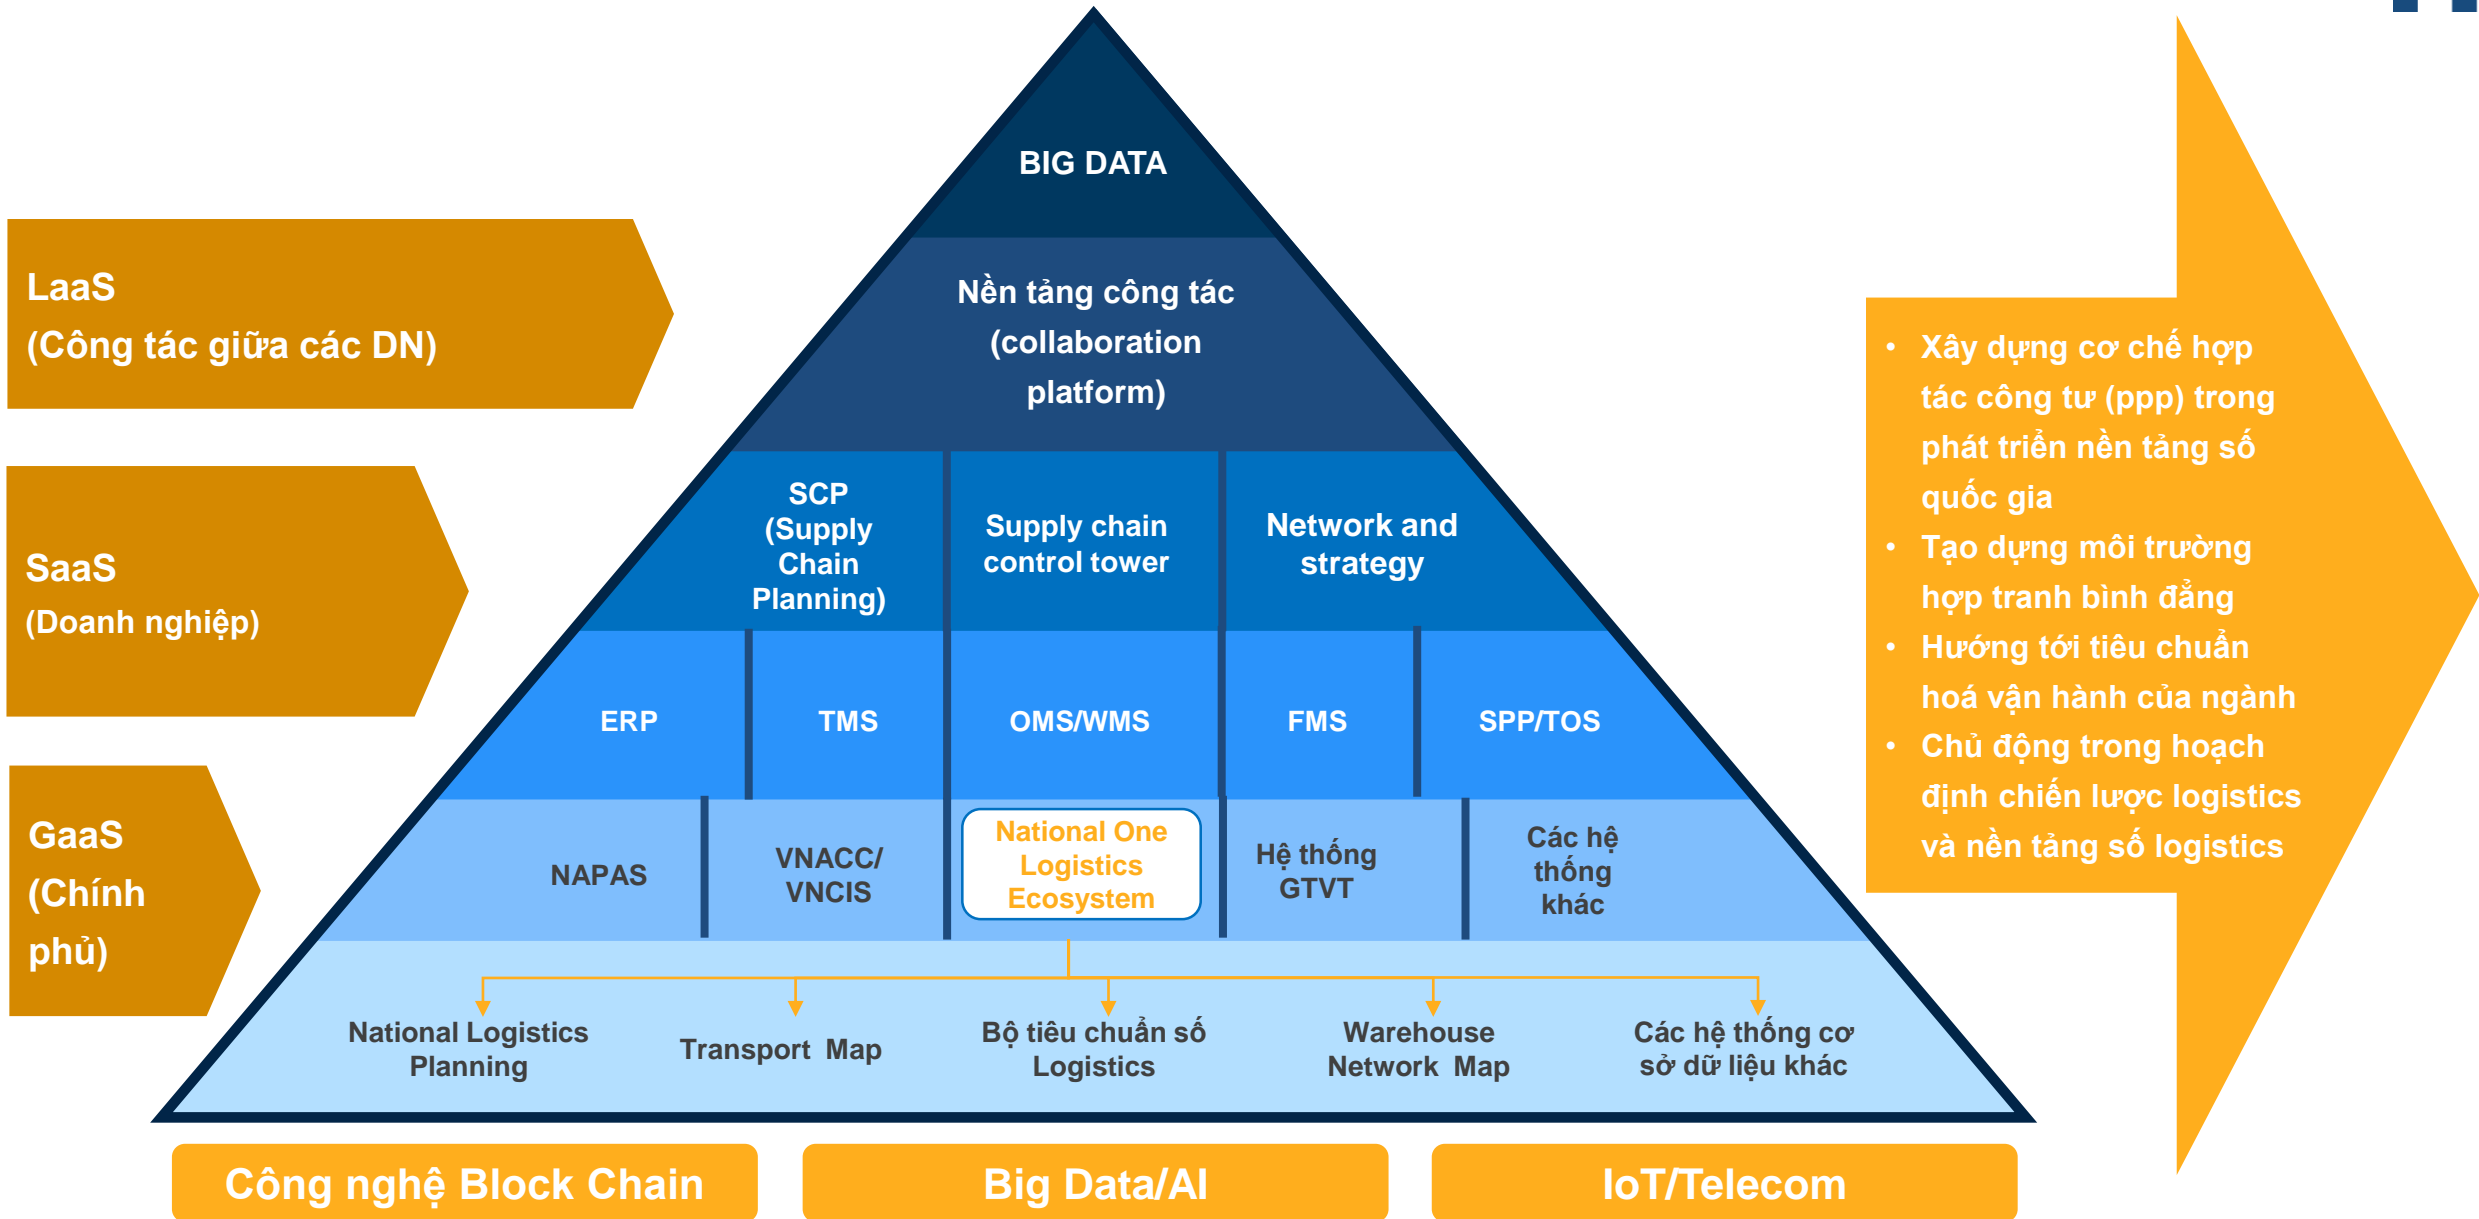 BIG DATA
LaaS
(Công tác giữa các DN)
Nền tảng công tác
(collaboration
platform)
SaaS
(Doanh nghiệp)
SCP
(Supply
Chain
Planning)
Supply chain
control tower
Network and
strategy
ERP
TMS
OMS/WMS
FMS
SPP/TOS
GaaS
(Chính
phủ)
NAPAS
VNACC/
VNCIS
National One
Logistics
Ecosystem
Hệ thống
GTVT
Các hệ
thống
khác
National Logistics
Planning
Transport Map
Bộ tiêu chuẩn số
Logistics
Warehouse
Network Map
Các hệ thống cơ
sở dữ liệu khác
Công nghệ Block Chain
Big Data/AI
IoT/Telecom
• Xây dựng cơ chế hợp
tác công tư (ppp) trong
phát triển nền tảng số
quốc gia
• Tạo dựng môi trường
hợp tranh bình đẳng
• Hướng tới tiêu chuẩn
hoá vận hành của ngành
• Chủ động trong hoạch
định chiến lược logistics
và nền tảng số logistics